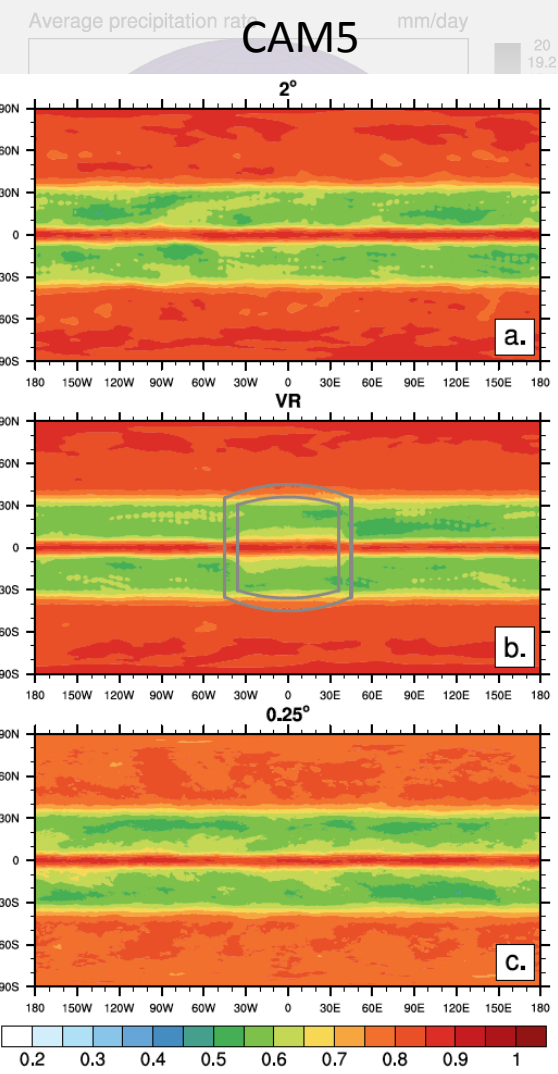 Average precipitation rate mm/day
CAM5
20
19.2
2°
90N
60N
30N
0
30S
60S
90S
a.
180 150W 120W 90W 60W 30W 0 30E 60E 90E 120E 150E 180
VR
90N
60N
30N
0
30S
60S
90S
b.
180 150W 120W 90W 60W 30W 0 30E 60E 90E 120E 150E 180
0.25°
90N
60N
30N
0
30S
60S
90S
c.
180 150W 120W 90W 60W 30W 0 30E 60E 90E 120E 150E 180
0.2 0.3 0.4 0.5 0.6 0.7 0.8 0.9 1